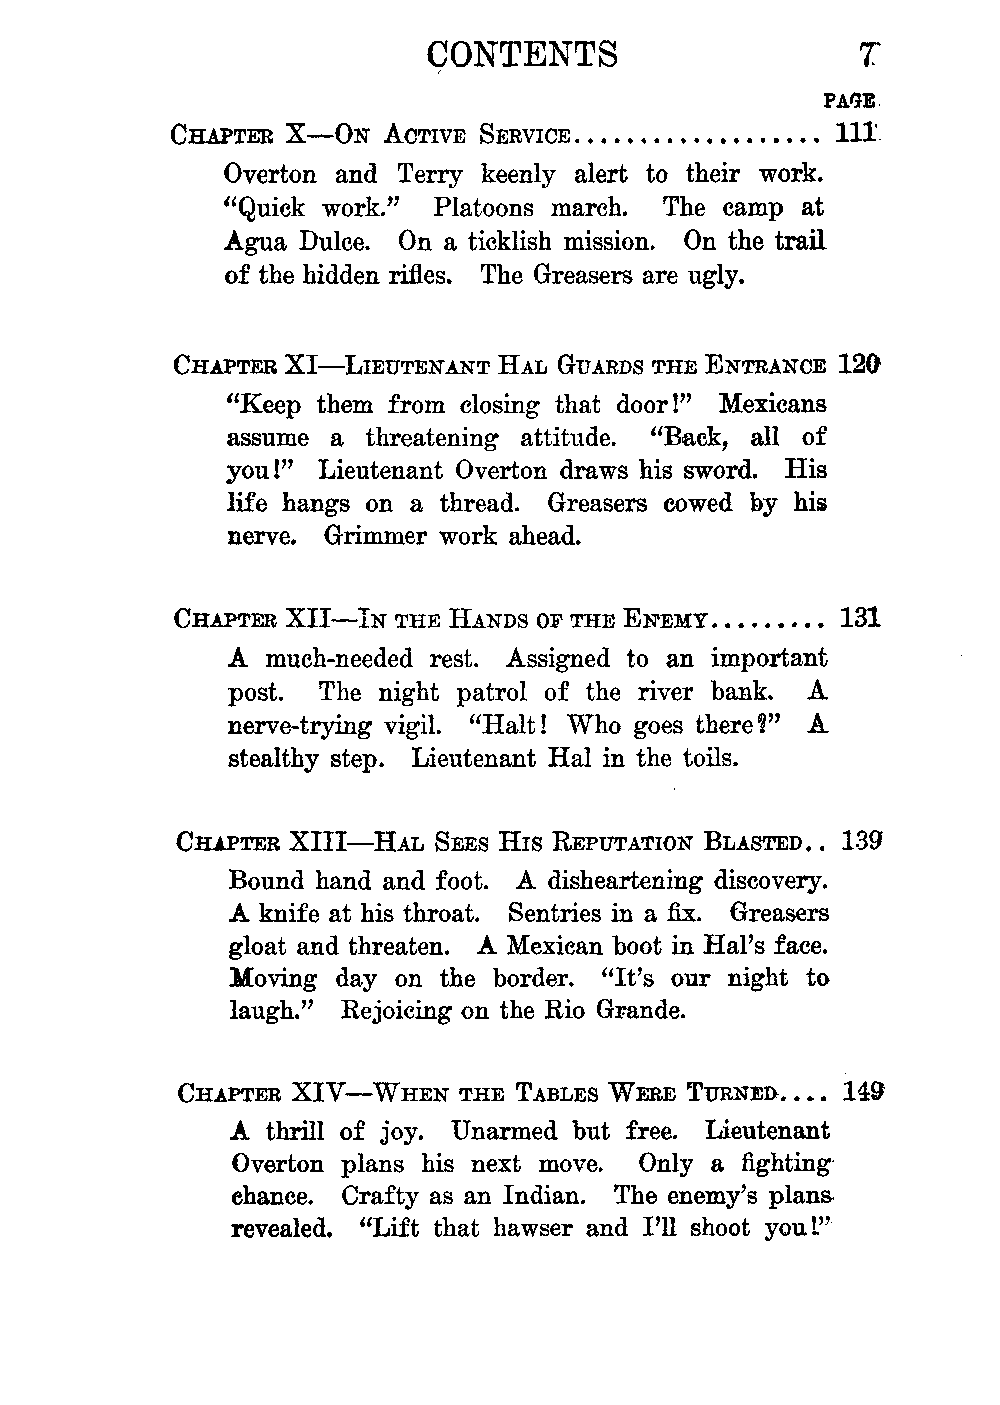 CONTENTS 7
PAGE
CHAPTER X—ON ACTIVE SERVICE................... 111
Overton and Terry keenly alert to their work.
“Quick work.” Platoons march. The camp at
Agua Dulce. On a ticklish mission. On the trail
of the hidden rifles. The Greasers are ugly.
CHAPTER XI—LIEUTENANT HAL GUARDS THE ENTRANCE 120
“Keep them from closing that door!” Mexicans
assume a threatening attitude. “Back, all of
you!” Lieutenant Overton draws his sword. His
life hangs on a thread. Greasers cowed by his
nerve. Grimmer work ahead.
CHAPTER XII—IN THE HANDS OF THE ENEMY......... 131
A much-needed rest. Assigned to an important
post. The night patrol of the river bank. A
nerve-trying vigil. “Halt! Who goes there?” A
stealthy step. Lieutenant Hal in the toils.
CHAPTER XIII—HAL SEES HIS REPUTATION BLASTED.. 139
Bound hand and foot. A disheartening discovery.
A knife at his throat. Sentries in a fix. Greasers
gloat and threaten. A Mexican boot in Hal’s face.
Moving day on the border. “It’s our night to
laugh.” Rejoicing on the Rio Grande.
CHAPTER XIV—WHEN THE TABLES WERE TURNED.... 149
A thrill of joy. Unarmed but free. Lieutenant
Overton plans his next move. Only a fighting
chance. Crafty as an Indian. The enemy’s plans
revealed. “Lift that hawser and I’ll shoot you!”